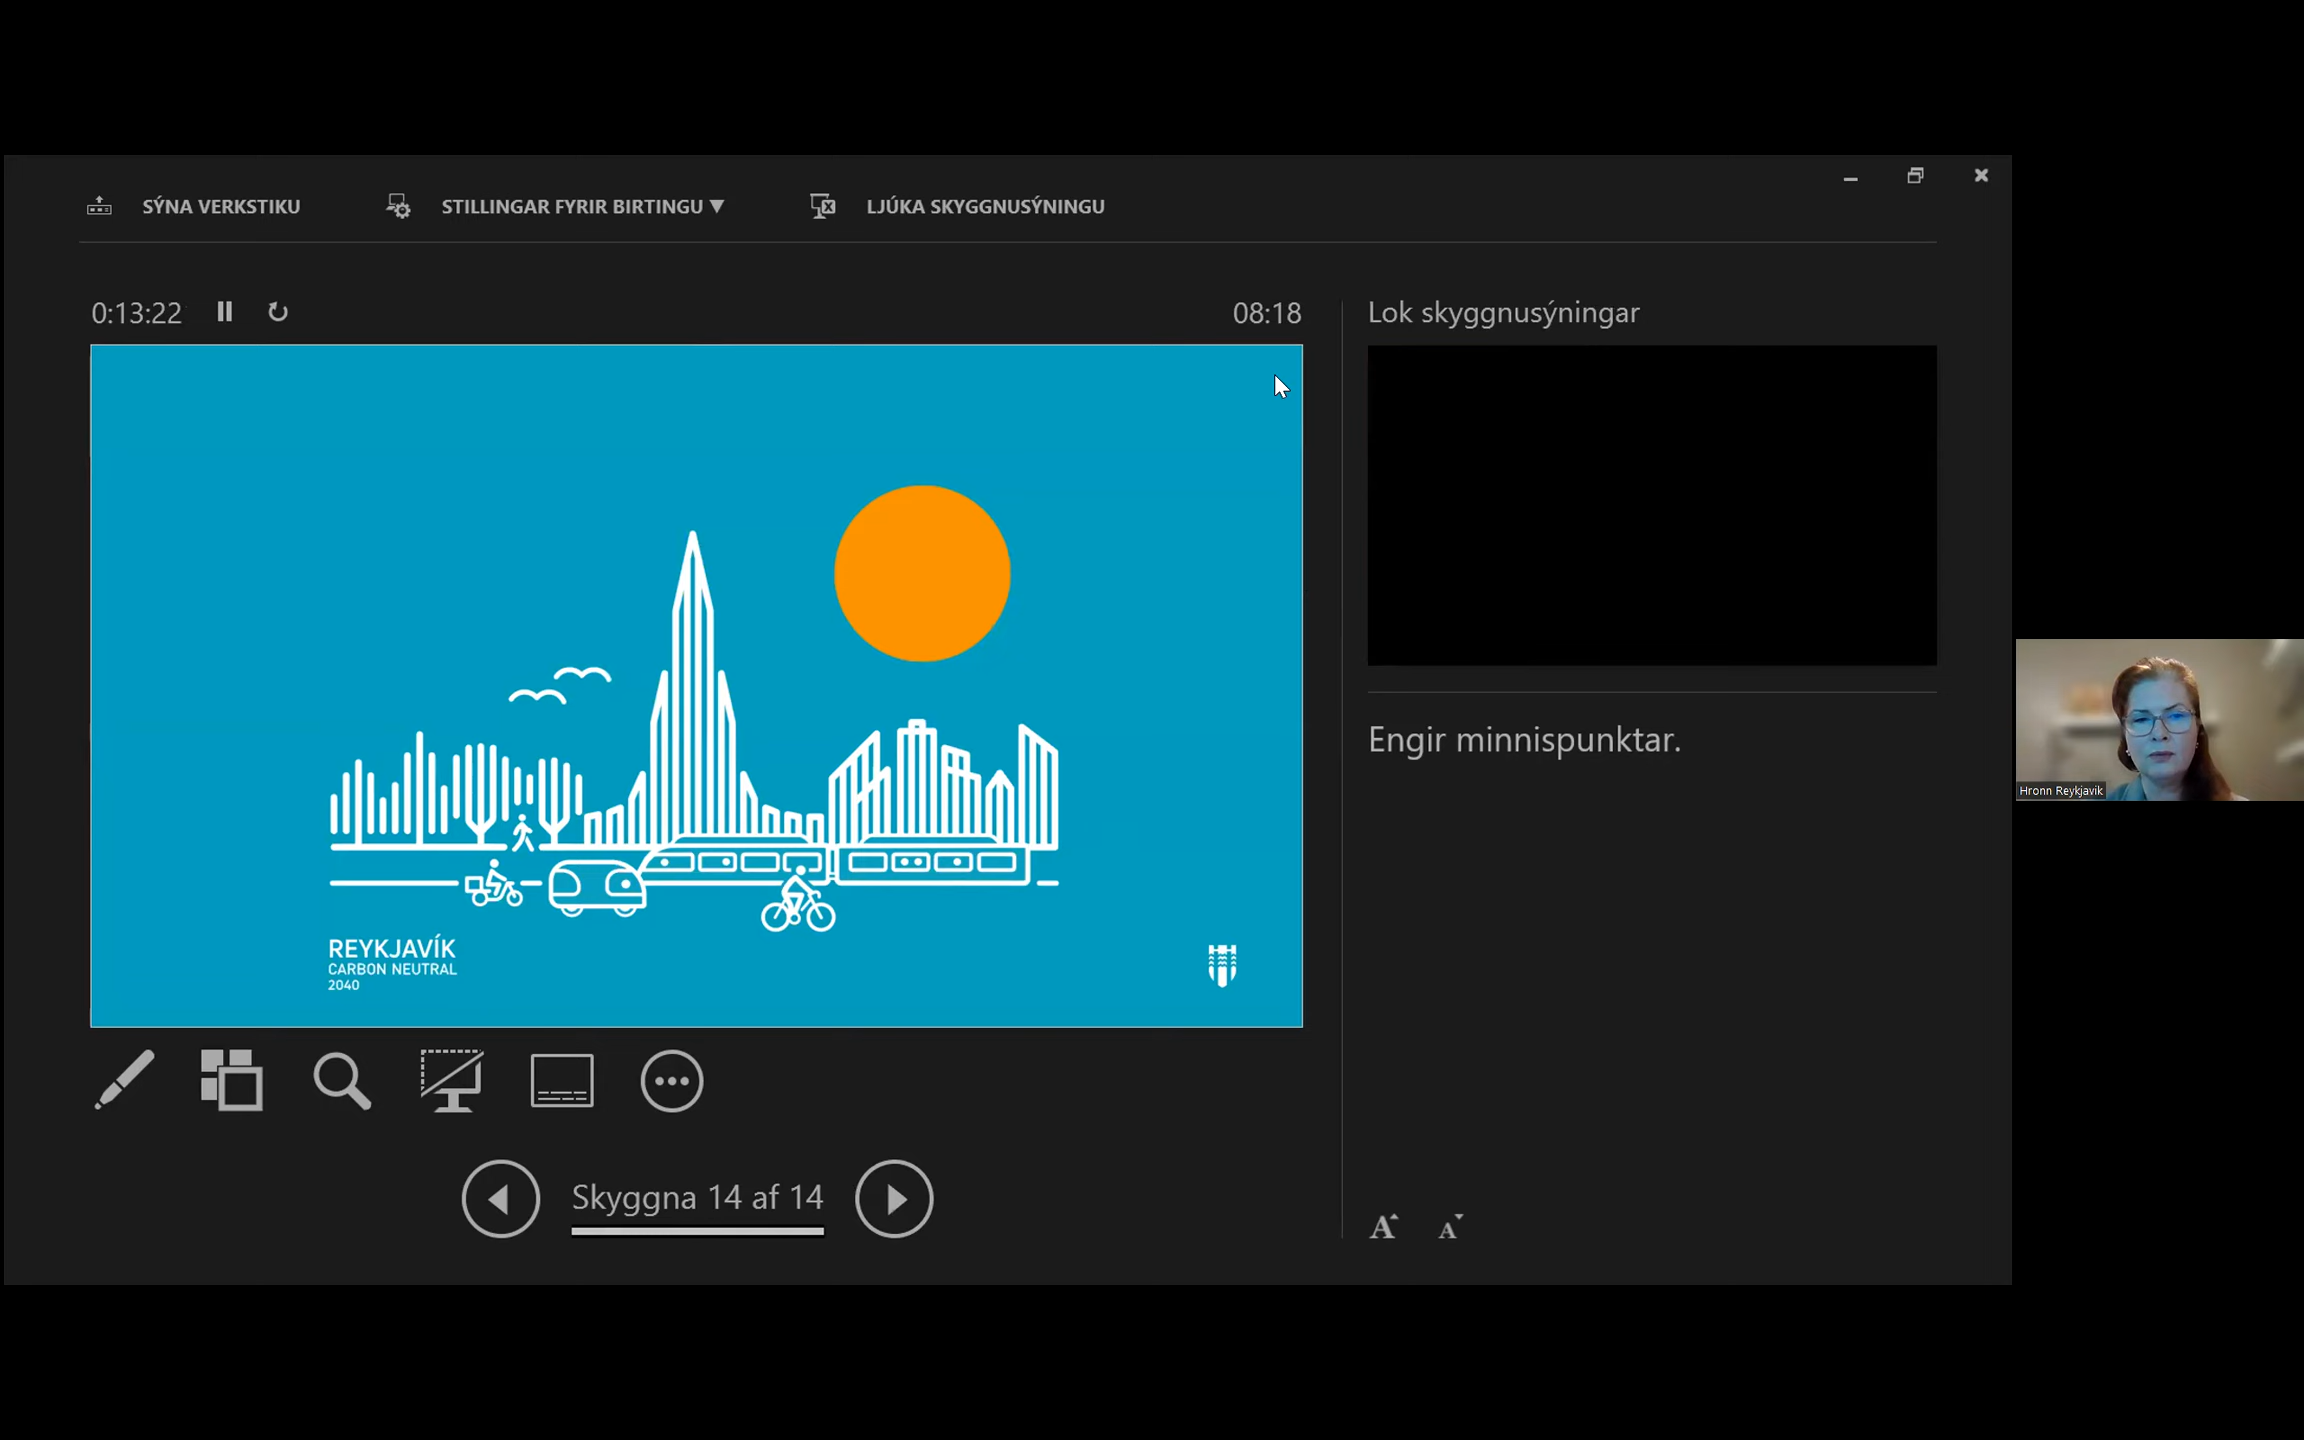 SÝNA VERKSTIKU
STILLINGAR FYRIR BIRTINGU ▼
LJÚKA SKYGGNUSÝNINGU
0:13:22
08:18
Lok skyggnusýningar
Engir minnispunktar.
Hronn Reykjavik
REYKJAVÍK
CARBON NEUTRAL
2040
Skyggna 14 af 14
A A